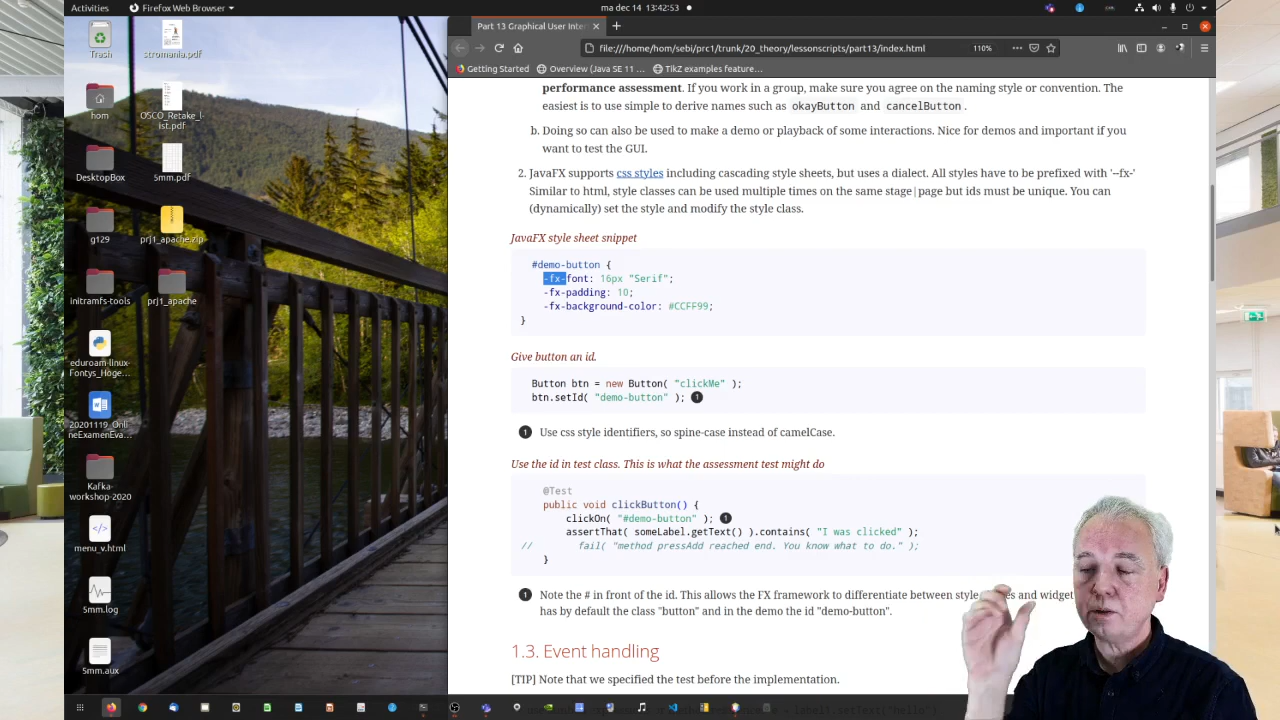 Activities
Firefox Web Browser
ma dec 14, 13:42:53
Part 13 Graphical User Inter
file:///home/hom/sebi/prc1/trunk/20_theory/lessonscripts/part13/index.html
110%
Getting Started
Overview (Java SE 11 ...
TikZ examples feature...
Trash
stromania.pdf
hom
OSCO_Retake_l-
ist.pdf
DesktopBox
5mm.pdf
g129
prj1_apache.zip
initramfs-tools
prj1_apache
eduroam-linux-
Fontys_Hoge...
20201119_Onli
neExamenEva...
Kafka-
workshop-2020
menu_v.html
5mm.log
5mm.aux
performance assessment. If you work in a group, make sure you agree on the naming style or convention. The
easiest is to use simple to derive names such as okayButton and cancelButton.
b. Doing so can also be used to make a demo or playback of some interactions. Nice for demos and important if you
want to test the GUI.
2. JavaFX supports css styles including cascading style sheets, but uses a dialect. All styles have to be prefixed with '--fx-'
Similar to html, style classes can be used multiple times on the same stage|page but ids must be unique. You can
(dynamically) set the style and modify the style class.
JavaFX style sheet snippet
#demo-button {
-fx-font: 16px "Serif";
-fx-padding: 10;
-fx-background-color: #CCFF99;
}
Give button an id.
Button btn = new Button( "clickMe" );
btn.setId( "demo-button" ); 1
1 Use css style identifiers, so spine-case instead of camelCase.
Use the id in test class. This is what the assessment test might do
@Test
public void clickButton() {
clickOn( "#demo-button" ); 1
assertThat( someLabel.getText() ).contains( "I was clicked" );
// fail( "method pressAdd reached end. You know what to do." );
}
1 Note the # in front of the id. This allows the FX framework to differentiate between style and widget
has by default the class "button" and in the demo the id "demo-button".
1.3. Event handling
[TIP] Note that we specified the test before the implementation.